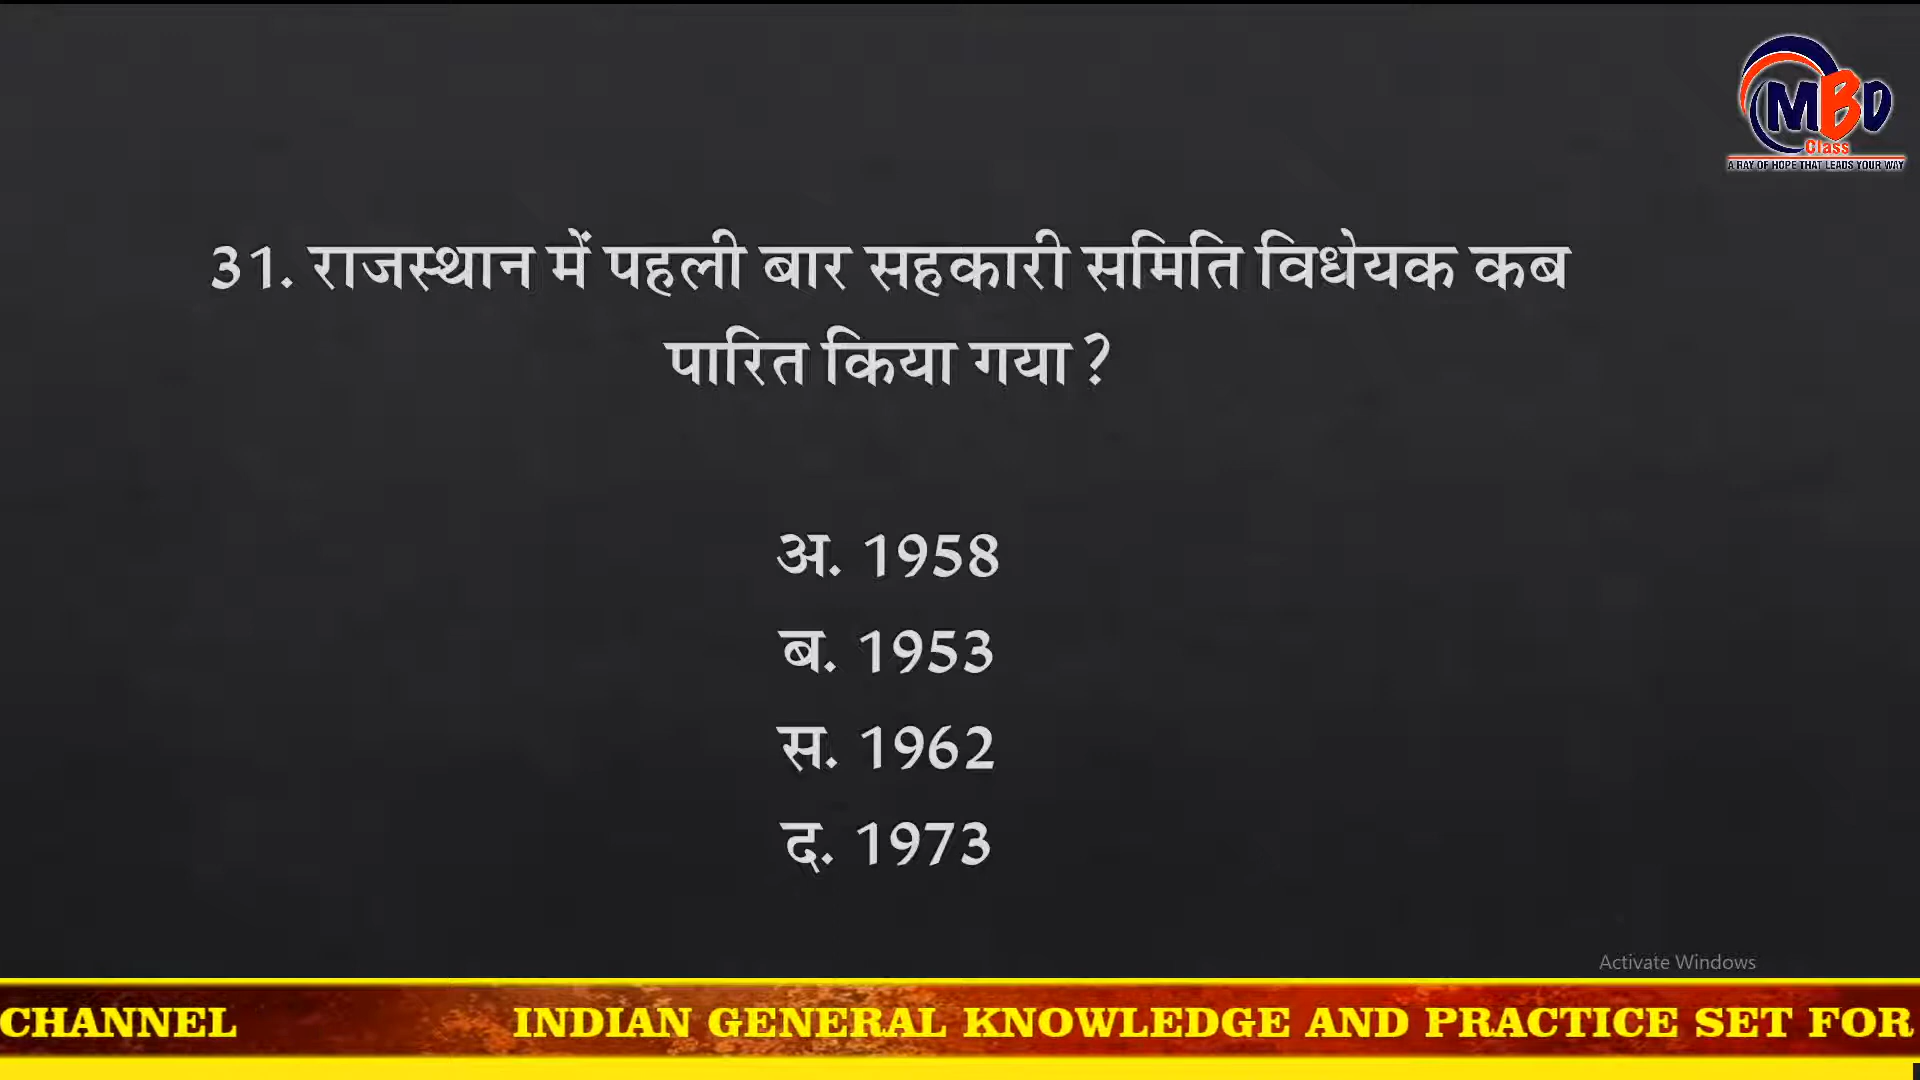 MBD
Class
A RAY OF HOPE THAT LEADS YOUR WAY
31. राजस्थान में पहली बार सहकारी समिति विधेयक कब
पारित किया गया ?
अ. 1958
ब. 1953
स. 1962
द. 1973
Activate Windows
CHANNEL INDIAN GENERAL KNOWLEDGE AND PRACTICE SET FOR